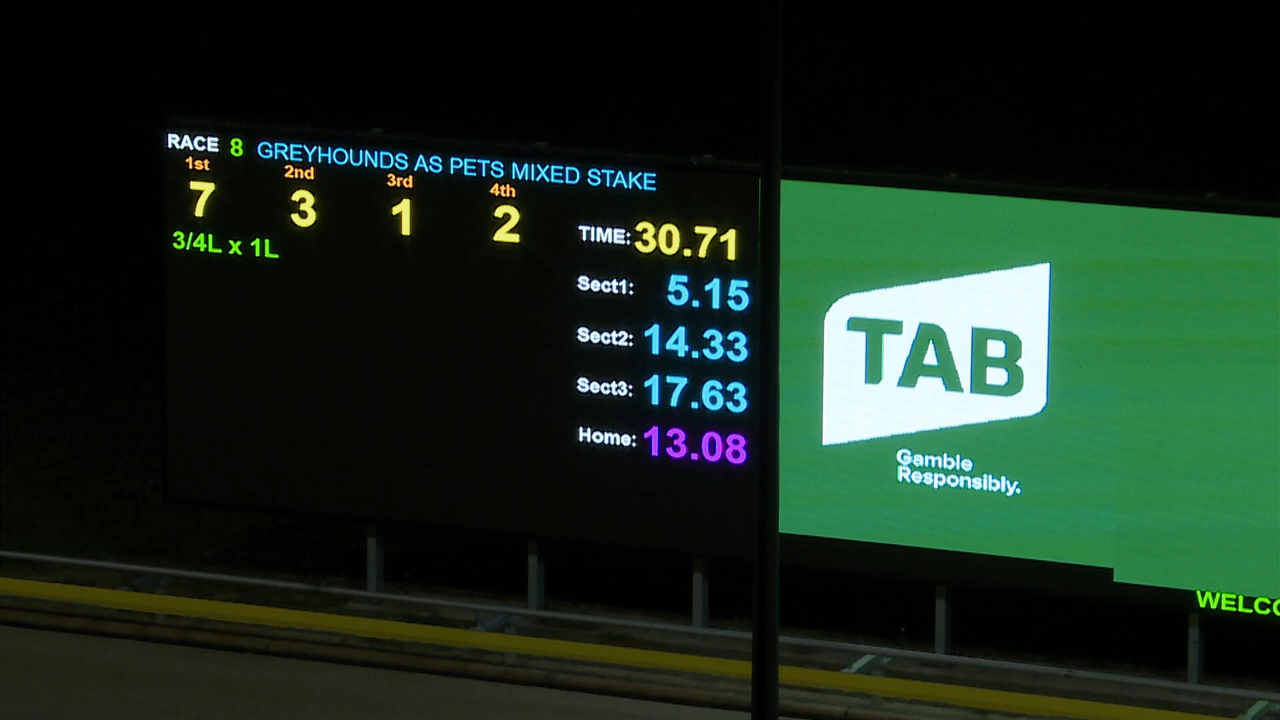 RACE 8 GREYHOUNDS AS PETS MIXED STAKE
1st 2nd 3rd 4th
7 3 1 2
3/4L x 1L
TIME: 30.71
Sect1: 5.15
Sect2: 14.33
Sect3: 17.63
Home: 13.08
TAB
Gamble
Responsibly.
WELCO